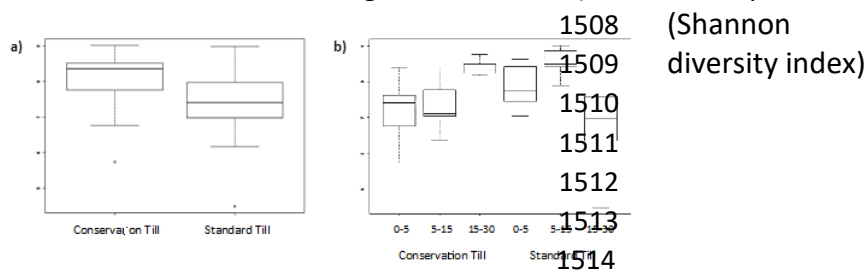 1508 (Shannon
a) b)
1509 diversity index)
1510
1511
1512
Conservation Till Standard Till
0-5 5-15 15-30 0-5 5-15 15-30
1513
Conservation Till Standard Till
1514